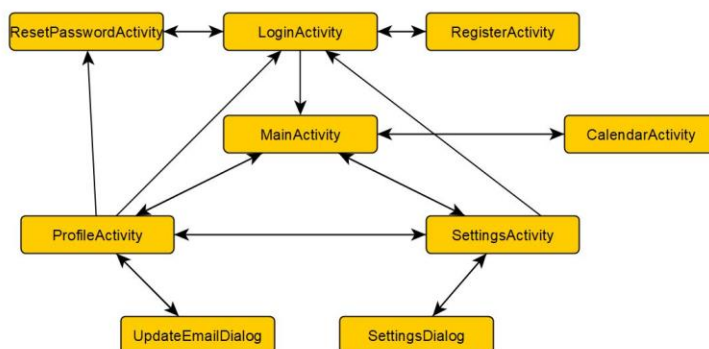 ResetPasswordActivity
LoginActivity
RegisterActivity
MainActivity
CalendarActivity
ProfileActivity
SettingsActivity
UpdateEmailDialog
SettingsDialog